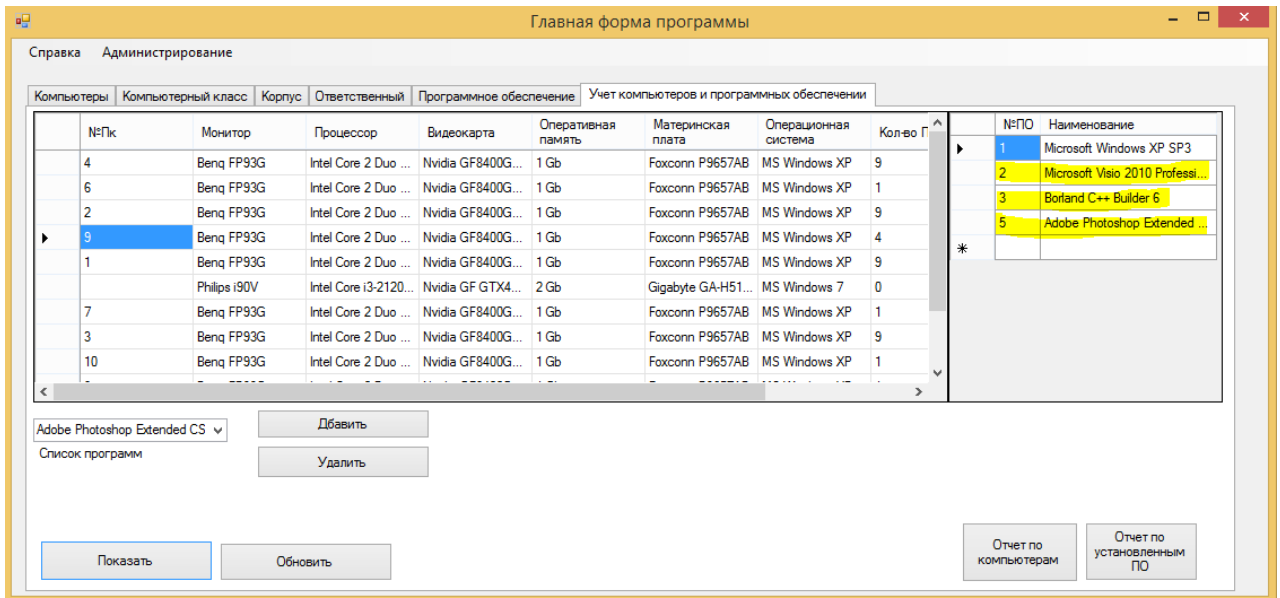 Главная форма программы
Справка Администрирование
Компьютеры Компьютерный класс Корпус Ответственный Программное обеспечение Учет компьютеров и программных обеспечении
№Пк Монитор Процессор Видеокарта Оперативная память Материнская плата Операционная система Кол-во П
4 Benq FP93G Intel Core 2 Duo ... Nvidia GF8400G... 1 Gb Foxconn P9657AB MS Windows XP 9
6 Benq FP93G Intel Core 2 Duo ... Nvidia GF8400G... 1 Gb Foxconn P9657AB MS Windows XP 1
2 Benq FP93G Intel Core 2 Duo ... Nvidia GF8400G... 1 Gb Foxconn P9657AB MS Windows XP 9
9 Benq FP93G Intel Core 2 Duo ... Nvidia GF8400G... 1 Gb Foxconn P9657AB MS Windows XP 4
1 Benq FP93G Intel Core 2 Duo ... Nvidia GF8400G... 1 Gb Foxconn P9657AB MS Windows XP 9
Philips i90V Intel Core i3-2120... Nvidia GF GTX4... 2 Gb Gigabyte GA-H51... MS Windows 7 0
7 Benq FP93G Intel Core 2 Duo ... Nvidia GF8400G... 1 Gb Foxconn P9657AB MS Windows XP 1
3 Benq FP93G Intel Core 2 Duo ... Nvidia GF8400G... 1 Gb Foxconn P9657AB MS Windows XP 9
10 Benq FP93G Intel Core 2 Duo ... Nvidia GF8400G... 1 Gb Foxconn P9657AB MS Windows XP 1
№ПО Наименование
1 Microsoft Windows XP SP3
2 Microsoft Visio 2010 Professi...
3 Borland C++ Builder 6
5 Adobe Photoshop Extended ...
Adobe Photoshop Extended CS
Список программ
Дбавить
Удалить
Показать
Обновить
Отчет по
компьютерам
Отчет по
установленным
ПО